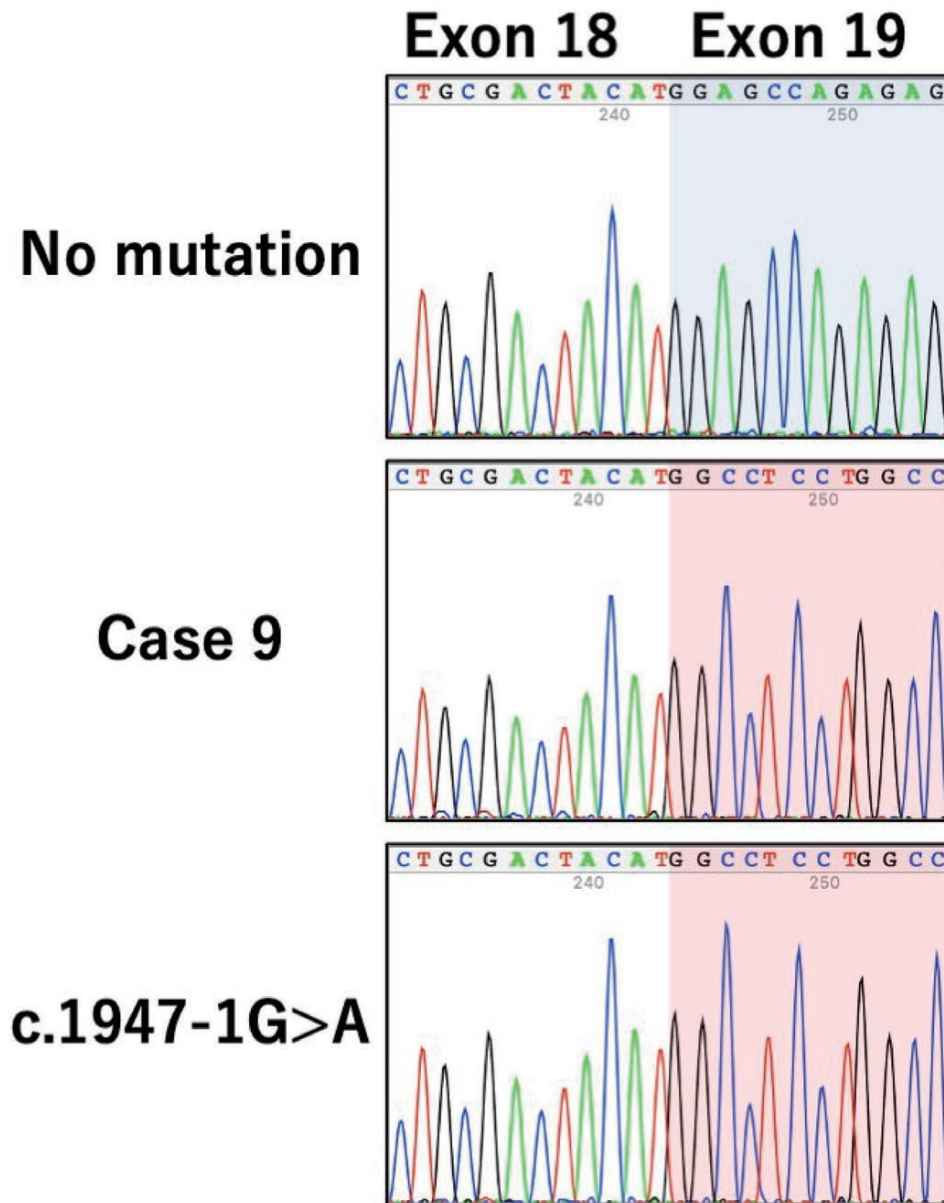 Exon 18 Exon 19
CTGCGACTACATGGAGCCAGAGAG
240 250
No mutation
CTGCGACTACATGGCCTCCTGGCC
240 250
Case 9
CTGCGACTACATGGCCTCCTGGCC
240 250
c.1947-1G>A